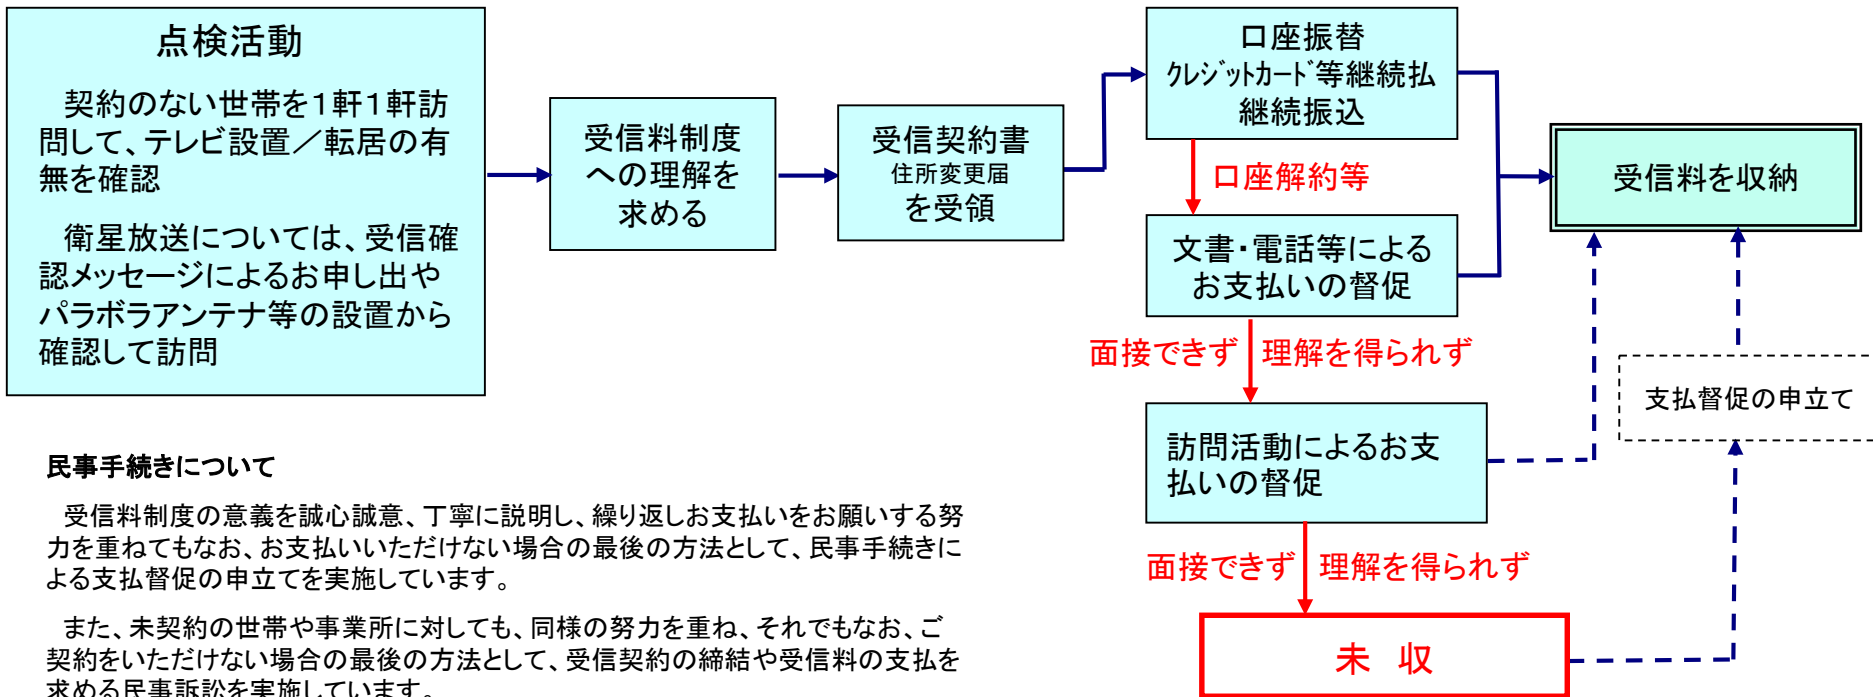 点検活動
契約のない世帯を1軒1軒訪
問して、テレビ設置／転居の有
無を確認
衛星放送については、受信確
認メッセージによるお申し出や
パラボラアンテナ等の設置から
確認して訪問
受信料制度
への理解を
求める
受信契約書
住所変更届
を受領
口座振替
クレジットカード等継続払
継続振込
口座解約等
文書・電話等による
お支払いの督促
受信料を収納
面接できず 理解を得られず
支払督促の申立て
訪問活動によるお支
払いの督促
面接できず 理解を得られず
未 収
民事手続きについて
受信料制度の意義を誠心誠意、丁寧に説明し、繰り返しお支払いをお願いする努
力を重ねてもなお、お支払いいただけない場合の最後の方法として、民事手続きに
よる支払督促の申立てを実施しています。
また、未契約の世帯や事業所に対しても、同様の努力を重ね、それでもなお、ご
契約をいただけない場合の最後の方法として、受信契約の締結や受信料の支払を
求める民事訴訟を実施しています。